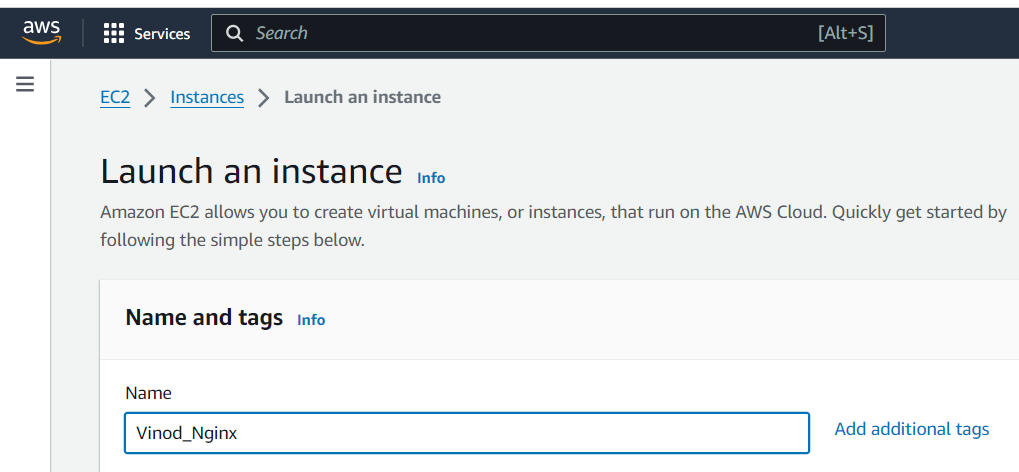 aws Services Search [Alt+S]
EC2 Instances Launch an instance
Launch an instance Info
Amazon EC2 allows you to create virtual machines, or instances, that run on the AWS Cloud. Quickly get started by
following the simple steps below.
Name and tags Info
Name
Vinod_Nginx Add additional tags